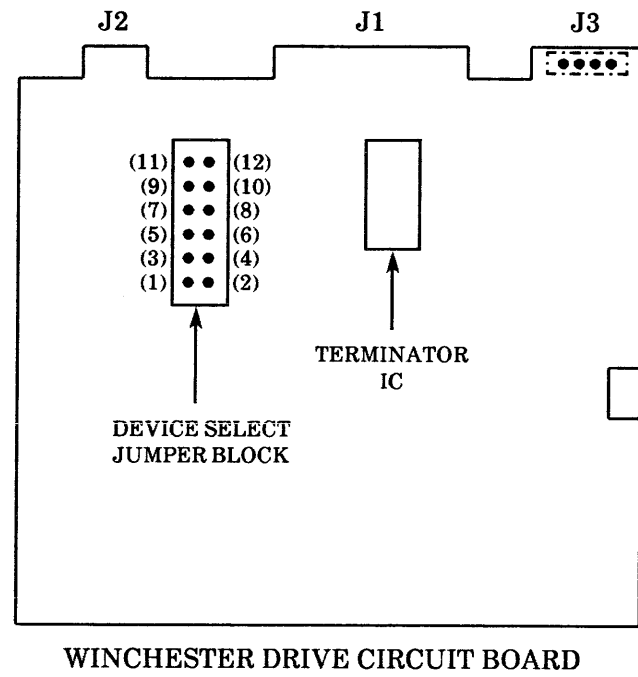 J2 J1 J3
(11) (12)
(9) (10)
(7) (8)
(5) (6)
(3) (4)
(1) (2)
TERMINATOR
IC
DEVICE SELECT
JUMPER BLOCK
WINCHESTER DRIVE CIRCUIT BOARD